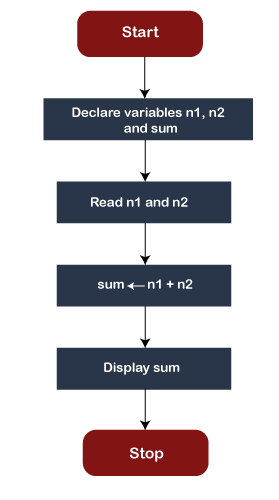 Start
Declare variables n1, n2
and sum
Read n1 and n2
sum ← n1 + n2
Display sum
Stop